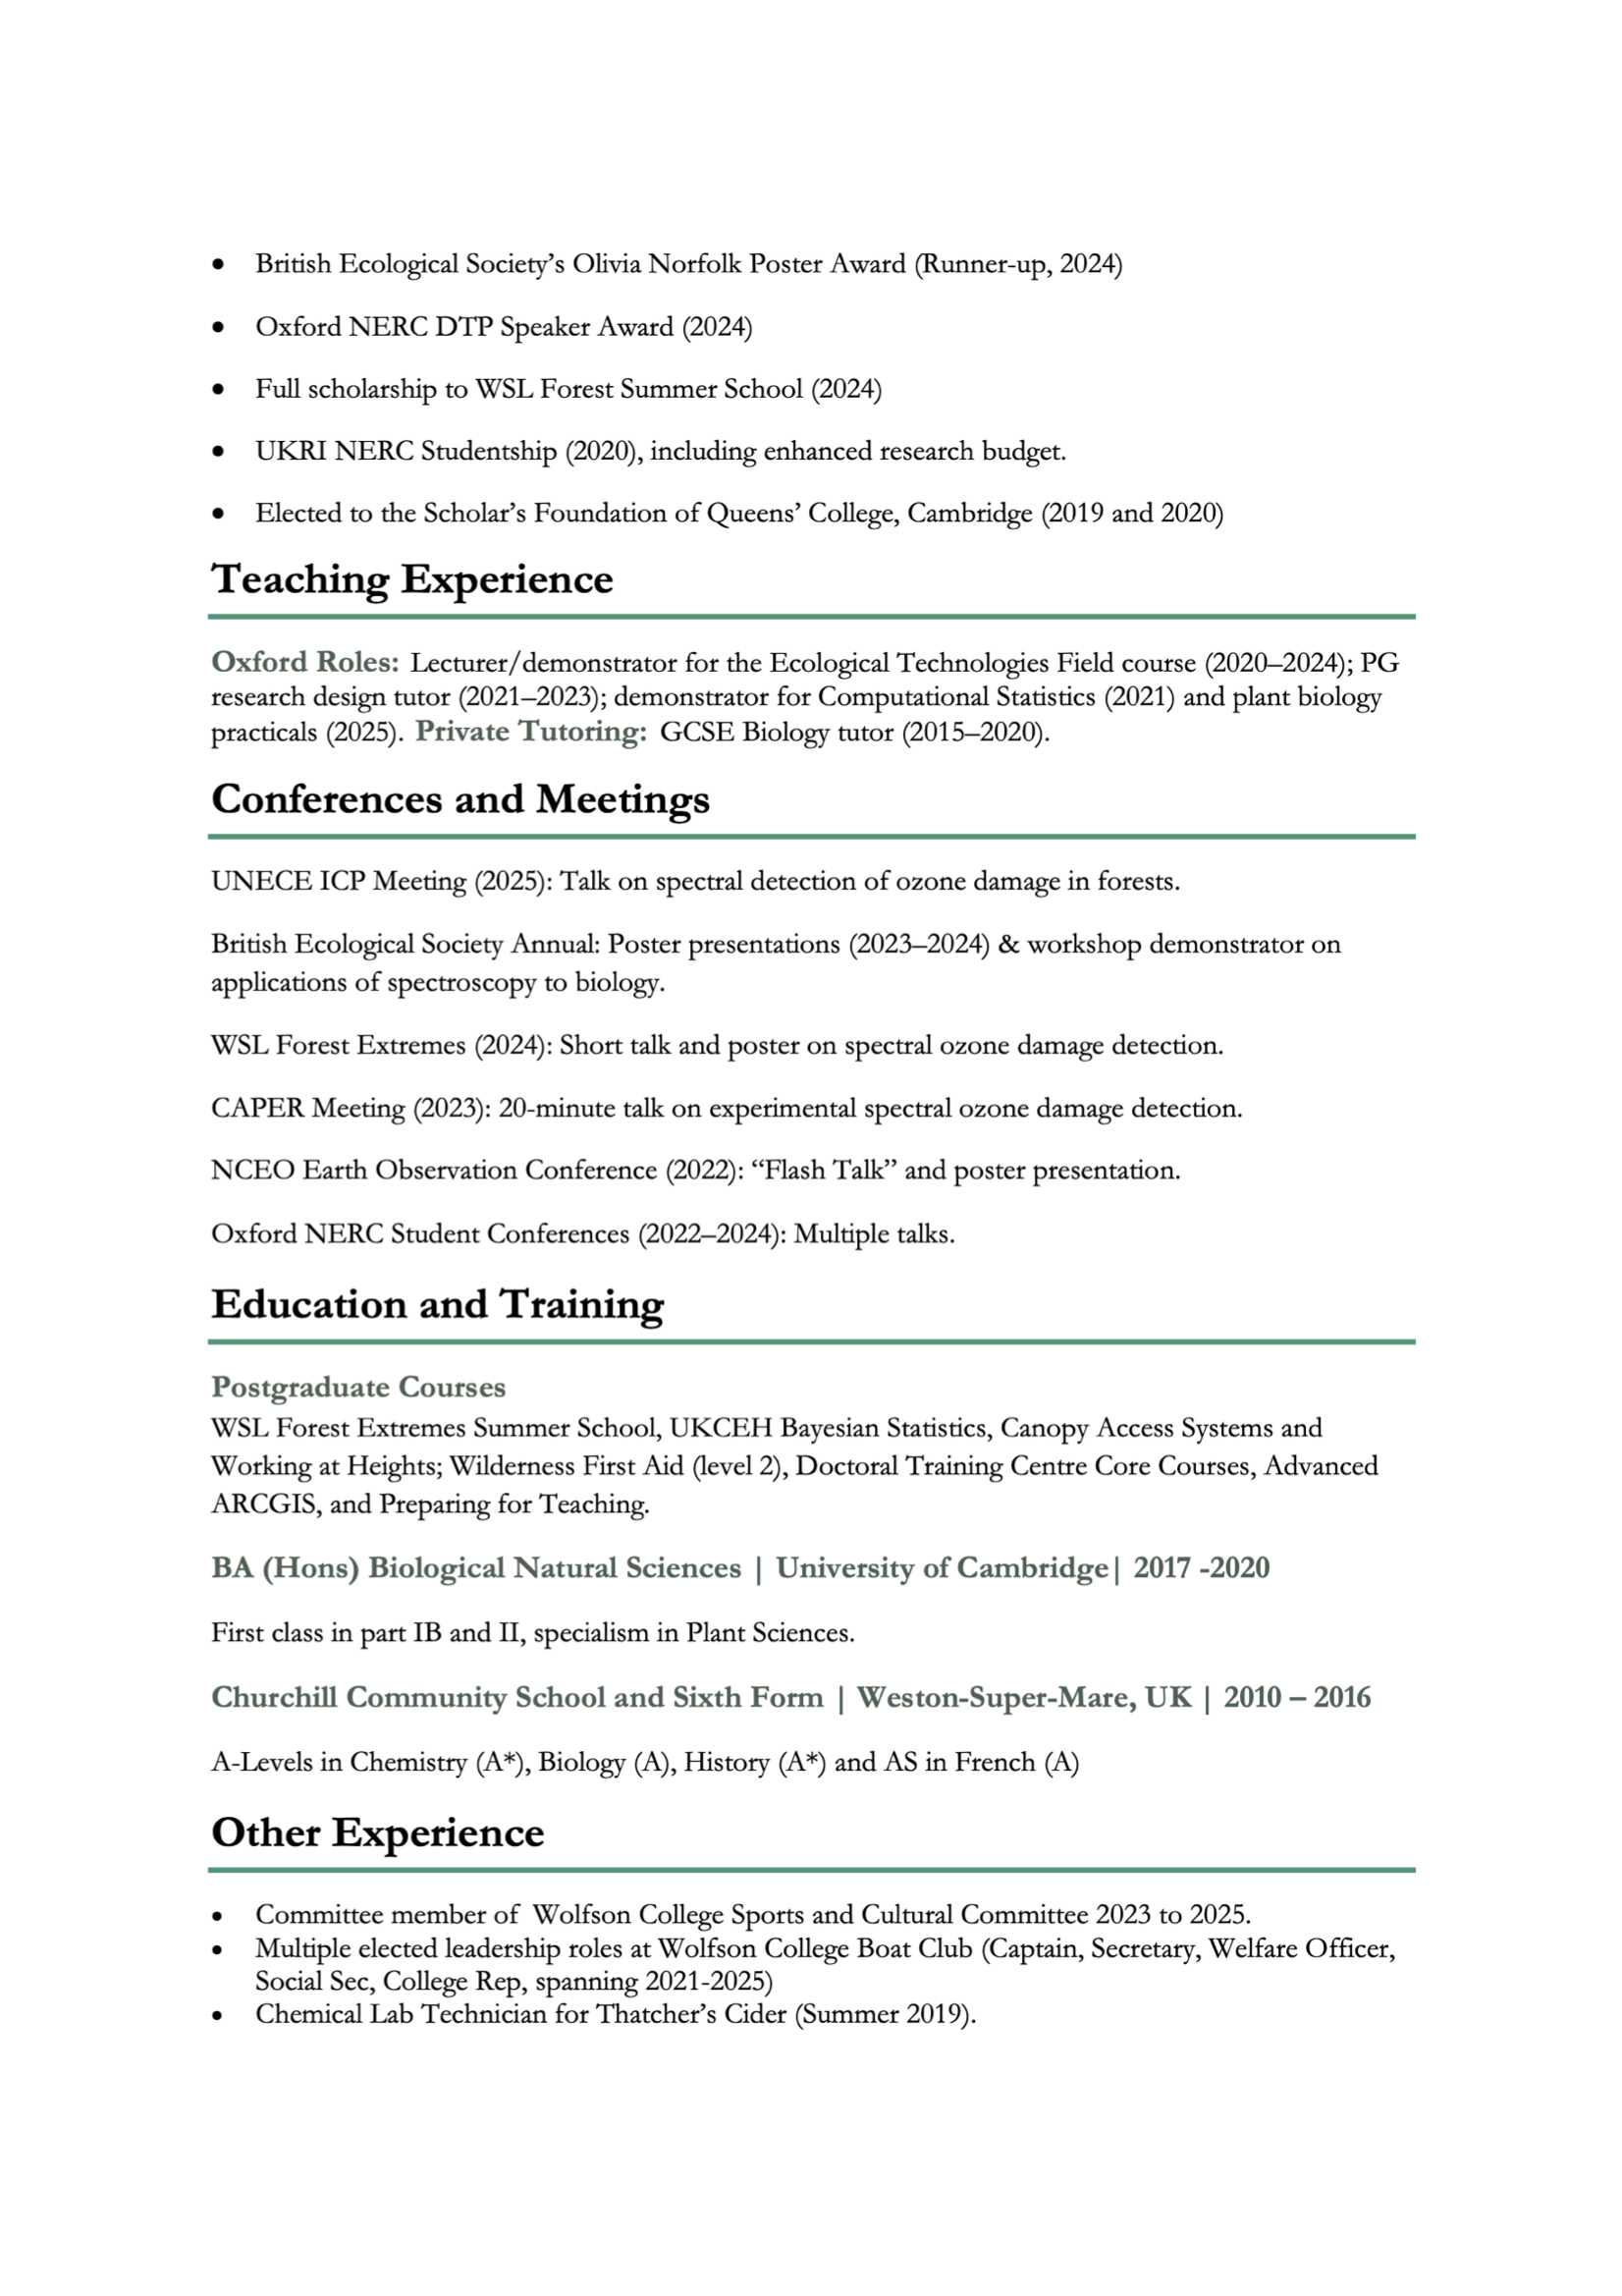 • British Ecological Society’s Olivia Norfolk Poster Award (Runner-up, 2024)
• Oxford NERC DTP Speaker Award (2024)
• Full scholarship to WSL Forest Summer School (2024)
• UKRI NERC Studentship (2020), including enhanced research budget.
• Elected to the Scholar’s Foundation of Queens’ College, Cambridge (2019 and 2020)
Teaching Experience
Oxford Roles: Lecturer/demonstrator for the Ecological Technologies Field course (2020–2024); PG
research design tutor (2021–2023); demonstrator for Computational Statistics (2021) and plant biology
practicals (2025). Private Tutoring: GCSE Biology tutor (2015–2020).
Conferences and Meetings
UNECE ICP Meeting (2025): Talk on spectral detection of ozone damage in forests.
British Ecological Society Annual: Poster presentations (2023–2024) & workshop demonstrator on
applications of spectroscopy to biology.
WSL Forest Extremes (2024): Short talk and poster on spectral ozone damage detection.
CAPER Meeting (2023): 20-minute talk on experimental spectral ozone damage detection.
NCEO Earth Observation Conference (2022): “Flash Talk” and poster presentation.
Oxford NERC Student Conferences (2022–2024): Multiple talks.
Education and Training
Postgraduate Courses
WSL Forest Extremes Summer School, UKCEH Bayesian Statistics, Canopy Access Systems and
Working at Heights; Wilderness First Aid (level 2), Doctoral Training Centre Core Courses, Advanced
ARCGIS, and Preparing for Teaching.
BA (Hons) Biological Natural Sciences | University of Cambridge| 2017 -2020
First class in part IB and II, specialism in Plant Sciences.
Churchill Community School and Sixth Form | Weston-Super-Mare, UK | 2010 – 2016
A-Levels in Chemistry (A*), Biology (A), History (A*) and AS in French (A)
Other Experience
• Committee member of  Wolfson College Sports and Cultural Committee 2023 to 2025.
• Multiple elected leadership roles at Wolfson College Boat Club (Captain, Secretary, Welfare Officer,
Social Sec, College Rep, spanning 2021-2025)
• Chemical Lab Technician for Thatcher’s Cider (Summer 2019).